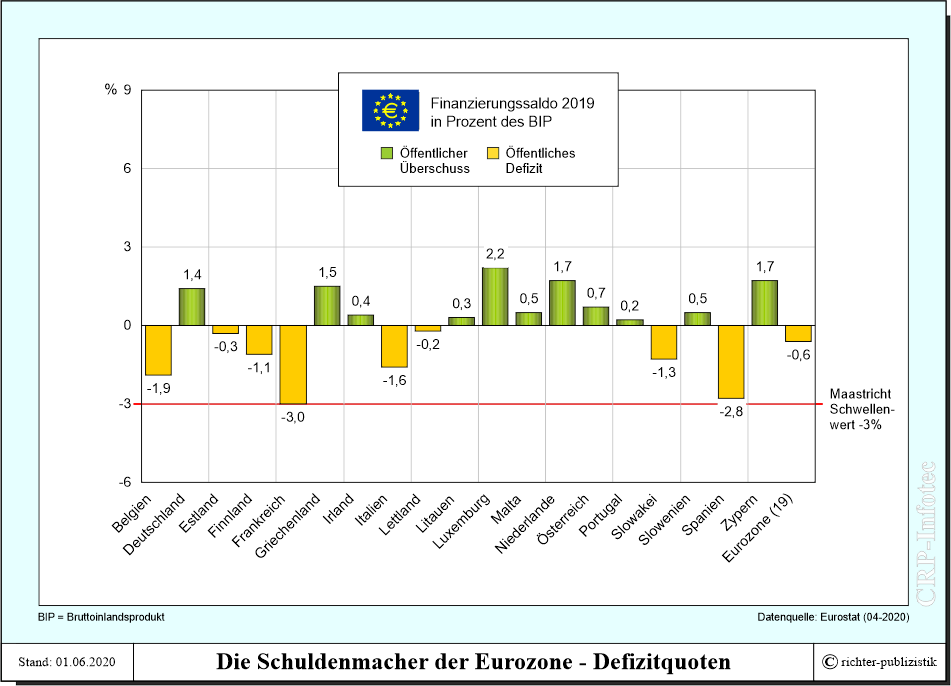 % 9
6
3
0
-3
-6
Finanzierungssaldo 2019
in Prozent des BIP
Öffentlicher
Überschuss
Öffentliches
Defizit
-1,9
1,4
-0,3
-1,1
-3,0
1,5
0,4
-1,6
-0,2
0,3
2,2
0,5
1,7
0,7
0,2
-1,3
0,5
-2,8
1,7
-0,6
Maastricht
Schwellen-
wert -3%
Belgien
Deutschland
Estland
Finnland
Frankreich
Griechenland
Irland
Italien
Lettland
Litauen
Luxemburg
Malta
Niederlande
Österreich
Portugal
Slowakei
Slowenien
Spanien
Zypern
Eurozone (19)
CRP-Infotec
BIP = Bruttoinlandsprodukt
Datenquelle: Eurostat (04-2020)
Stand: 01.06.2020
Die Schuldenmacher der Eurozone - Defizitquoten
© richter-publizistik